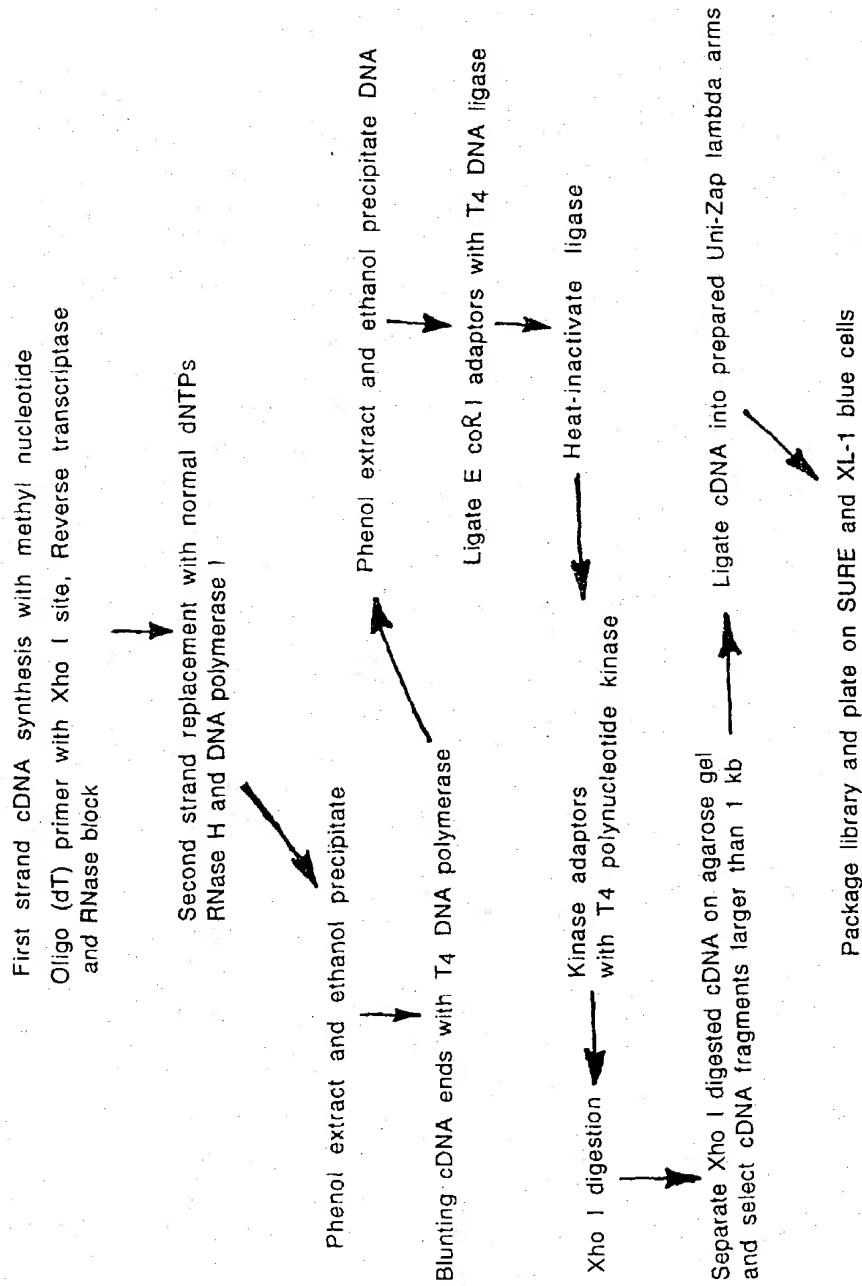 First strand cDNA synthesis with methyl nucleotide
Oligo (dT) primer with Xho I site, Reverse transcriptase
and RNase block
Second strand replacement with normal dNTPs
RNase H and DNA polymerase I
Phenol extract and ethanol precipitate
Blunting cDNA ends with T4 DNA polymerase
Phenol extract and ethanol precipitate DNA
Ligate E coR I adaptors with T4 DNA ligase
Heat-inactivate ligase
Kinase adaptors
with T4 polynucleotide kinase
Xho I digestion
Separate Xho I digested cDNA on agarose gel
and select cDNA fragments larger than 1 kb
Ligate cDNA into prepared Uni-Zap lambda arms
Package library and plate on SURE and XL-1 blue cells